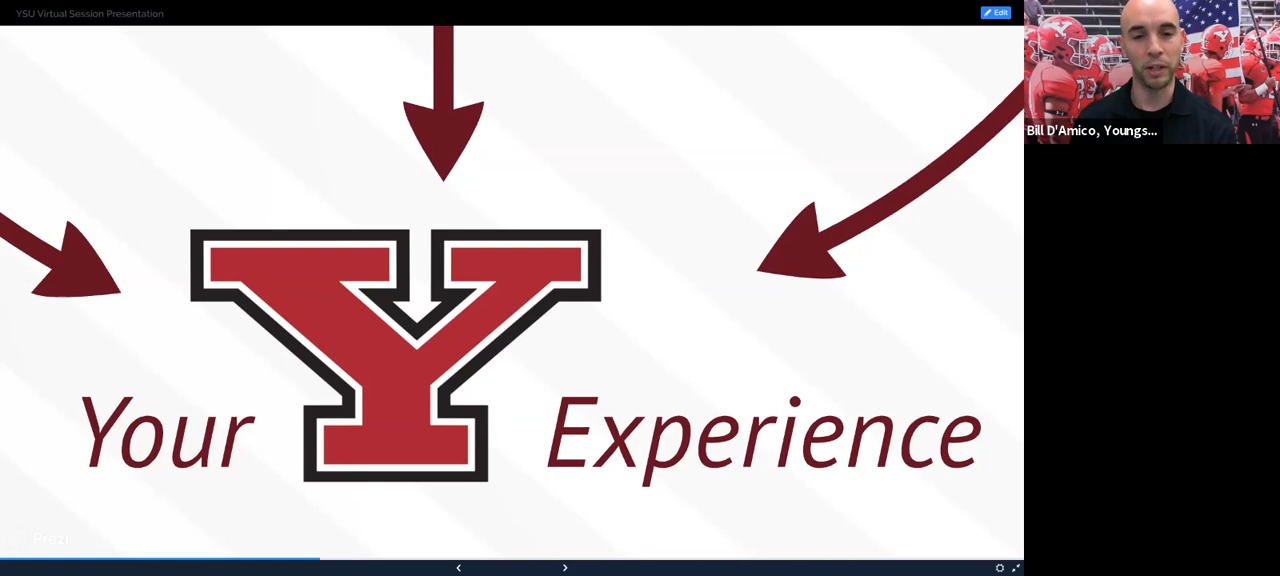 YSU Virtual Session Presentation
Edit
Bill D'Amico, Youngs...
Y
Your Experience
Prezi